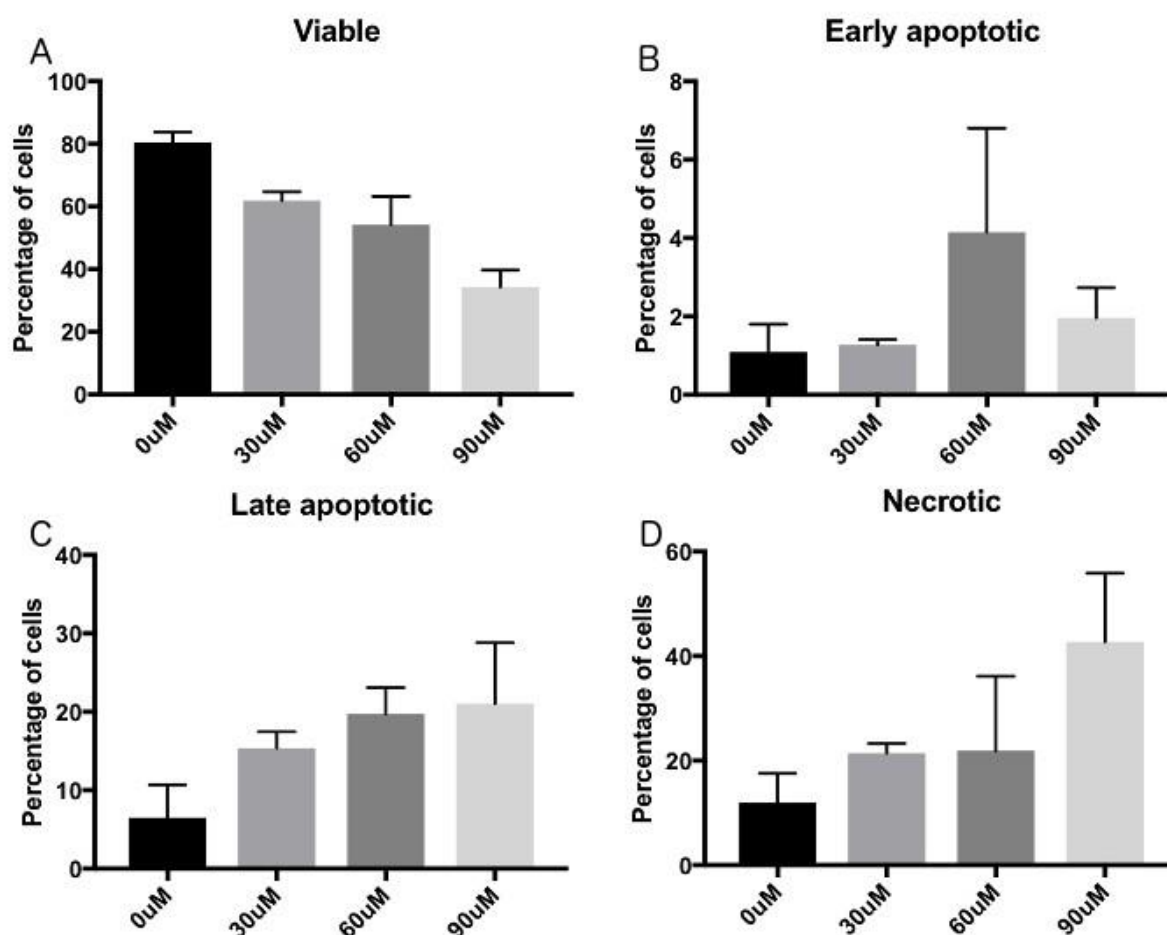 A
Viable
Percentage of cells
100
80
60
40
20
0
0uM
30uM
60uM
90uM
B
Early apoptotic
Percentage of cells
8
6
4
2
0
0uM
30uM
60uM
90uM
C
Late apoptotic
Percentage of cells
40
30
20
10
0
0uM
30uM
60uM
90uM
D
Necrotic
Percentage of cells
60
40
20
0
0uM
30uM
60uM
90uM